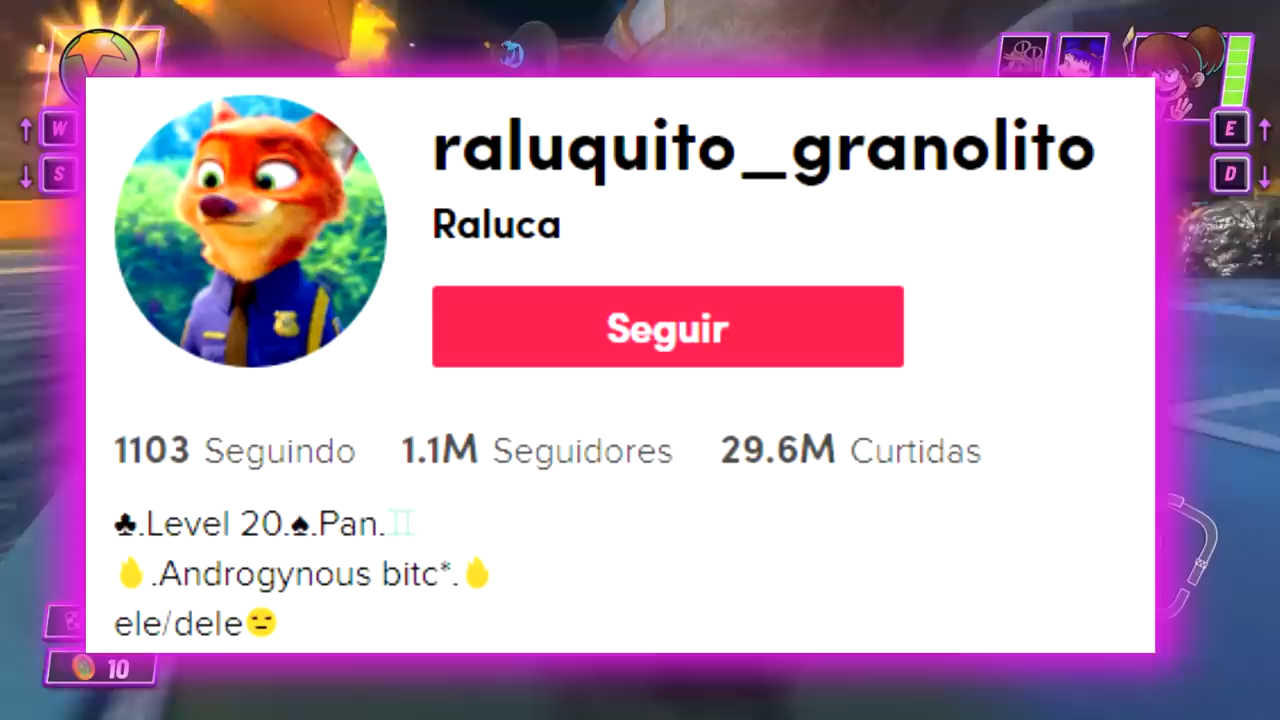 W
S
E
D
raluquito_granolito
Raluca
Seguir
1103 Seguindo 1.1M Seguidores 29.6M Curtidas
♣.Level 20.♠.Pan.♊
.Androgynous bitc*.
ele/dele😑
10